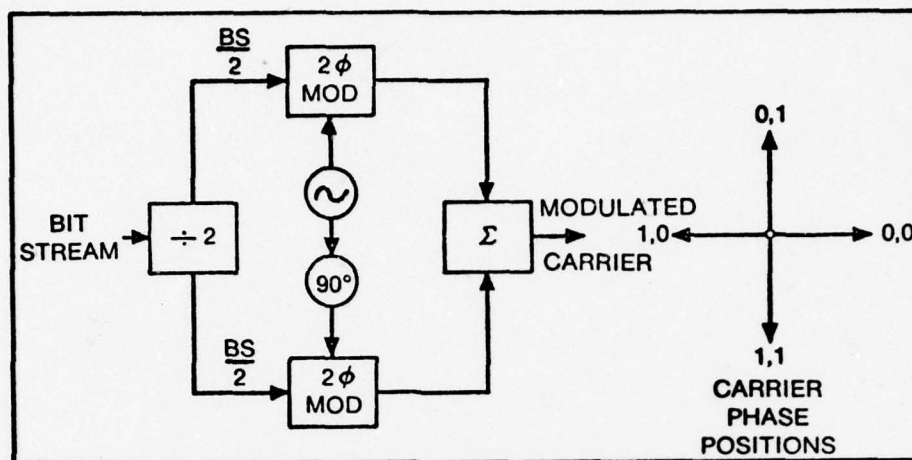 BS
2
2φ
MOD
BIT
STREAM
÷ 2
90°
BS
2
2φ
MOD
Σ
MODULATED
CARRIER
0,1
1,0
0,0
1,1
CARRIER
PHASE
POSITIONS